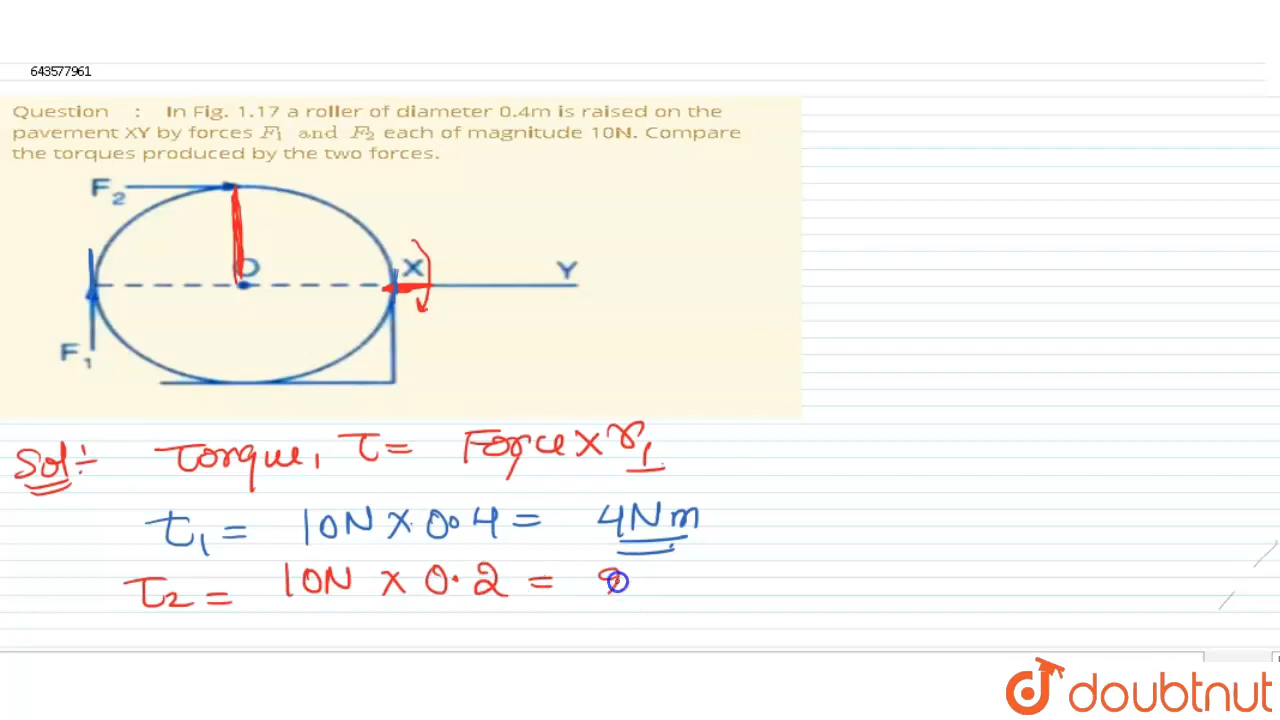 643577961
Question : In Fig. 1.17 a roller of diameter 0.4m is raised on the
pavement XY by forces F₁ and F₂ each of magnitude 10N. Compare
the torques produced by the two forces.
F₂
O
X
Y
F₁
Sol:- Torque, τ = Force × r₁
τ₁ = 10N × 0.4 = 4Nm
τ₂ = 10N × 0.2 =
doubtnut